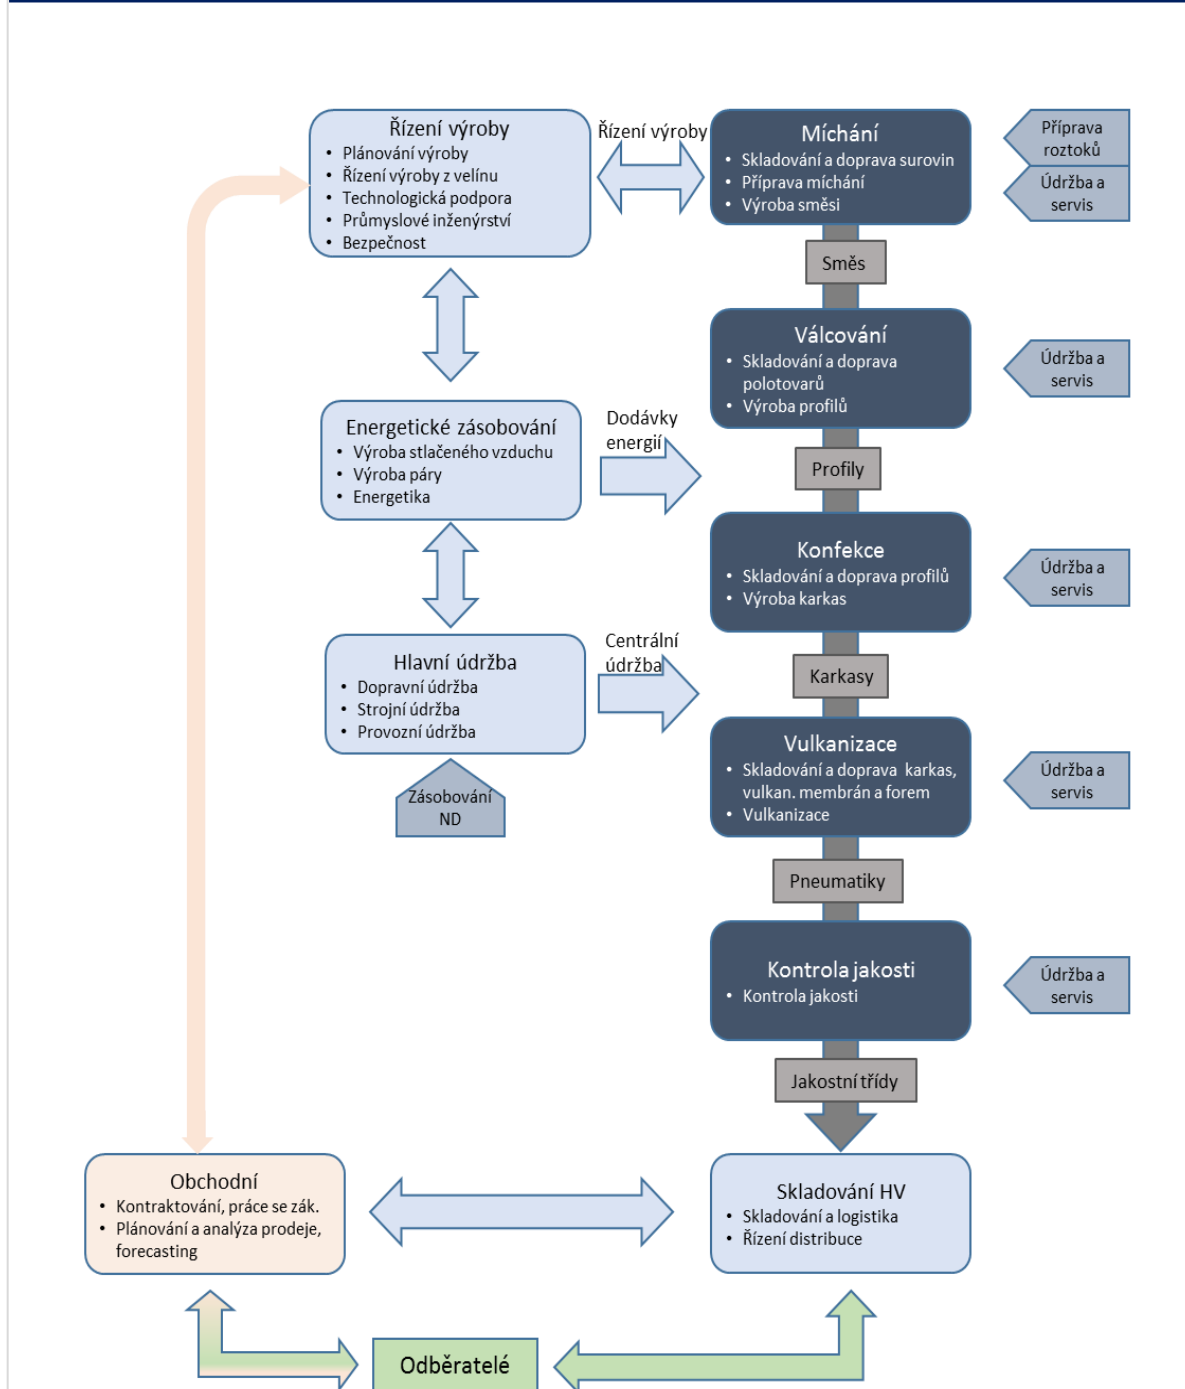 Řízení výroby
• Plánování výroby
• Řízení výroby z velínu
• Technologická podpora
• Průmyslové inženýrství
• Bezpečnost
Řízení výroby
Míchání
• Skladování a doprava surovin
• Příprava míchání
• Výroba směsi
Příprava
roztoků
Údržba a
servis
Směs
Válcování
• Skladování a doprava
polotovarů
• Výroba profilů
Údržba a
servis
Energetické zásobování
• Výroba stlačeného vzduchu
• Výroba páry
• Energetika
Dodávky
energií
Profily
Konfekce
• Skladování a doprava profilů
• Výroba karkas
Údržba a
servis
Hlavní údržba
• Dopravní údržba
• Strojní údržba
• Provozní údržba
Centrální
údržba
Karkasy
Zásobování
ND
Vulkanizace
• Skladování a doprava karkas,
vulkan. membrán a forem
• Vulkanizace
Údržba a
servis
Pneumatiky
Kontrola jakosti
• Kontrola jakosti
Údržba a
servis
Jakostní třídy
Obchodní
• Kontraktování, práce se zák.
• Plánování a analýza prodeje,
forecasting
Skladování HV
• Skladování a logistika
• Řízení distribuce
Odběratelé